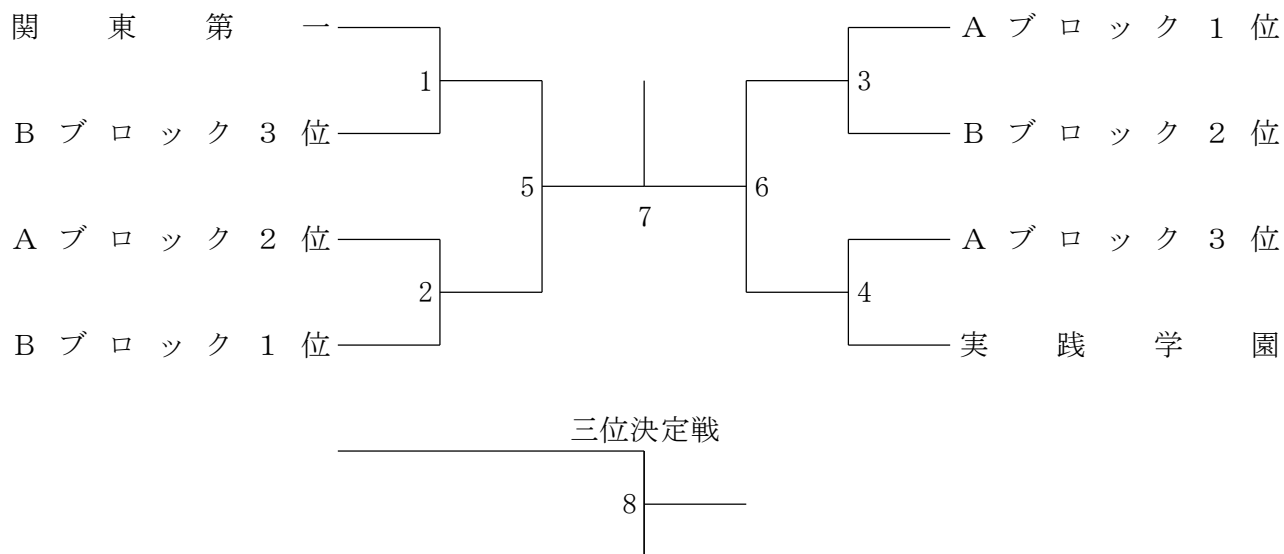 関東第一
Aブロック1位
1
3
Bブロック3位
Bブロック2位
5
6
7
Aブロック2位
Aブロック3位
2
4
Bブロック1位
実践学園
三位決定戦
8